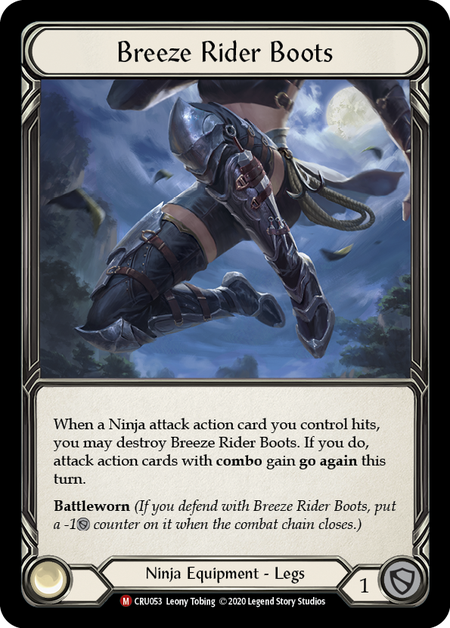 Breeze Rider Boots
When a Ninja attack action card you control hits,
you may destroy Breeze Rider Boots. If you do,
attack action cards with combo gain go again this
turn.
Battleworn (If you defend with Breeze Rider Boots, put
a -1 counter on it when the combat chain closes.)
Ninja Equipment - Legs
1
M CRU053 Leony Tobing © 2020 Legend Story Studios